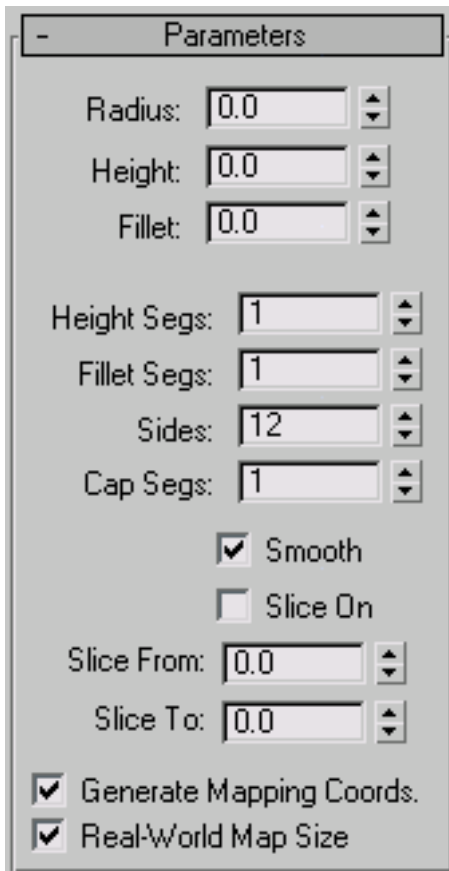 - Parameters
Radius: 0.0
Height: 0.0
Fillet: 0.0
Height Segs: 1
Fillet Segs: 1
Sides: 12
Cap Segs: 1
Smooth
Slice On
Slice From: 0.0
Slice To: 0.0
Generate Mapping Coords.
Real-World Map Size